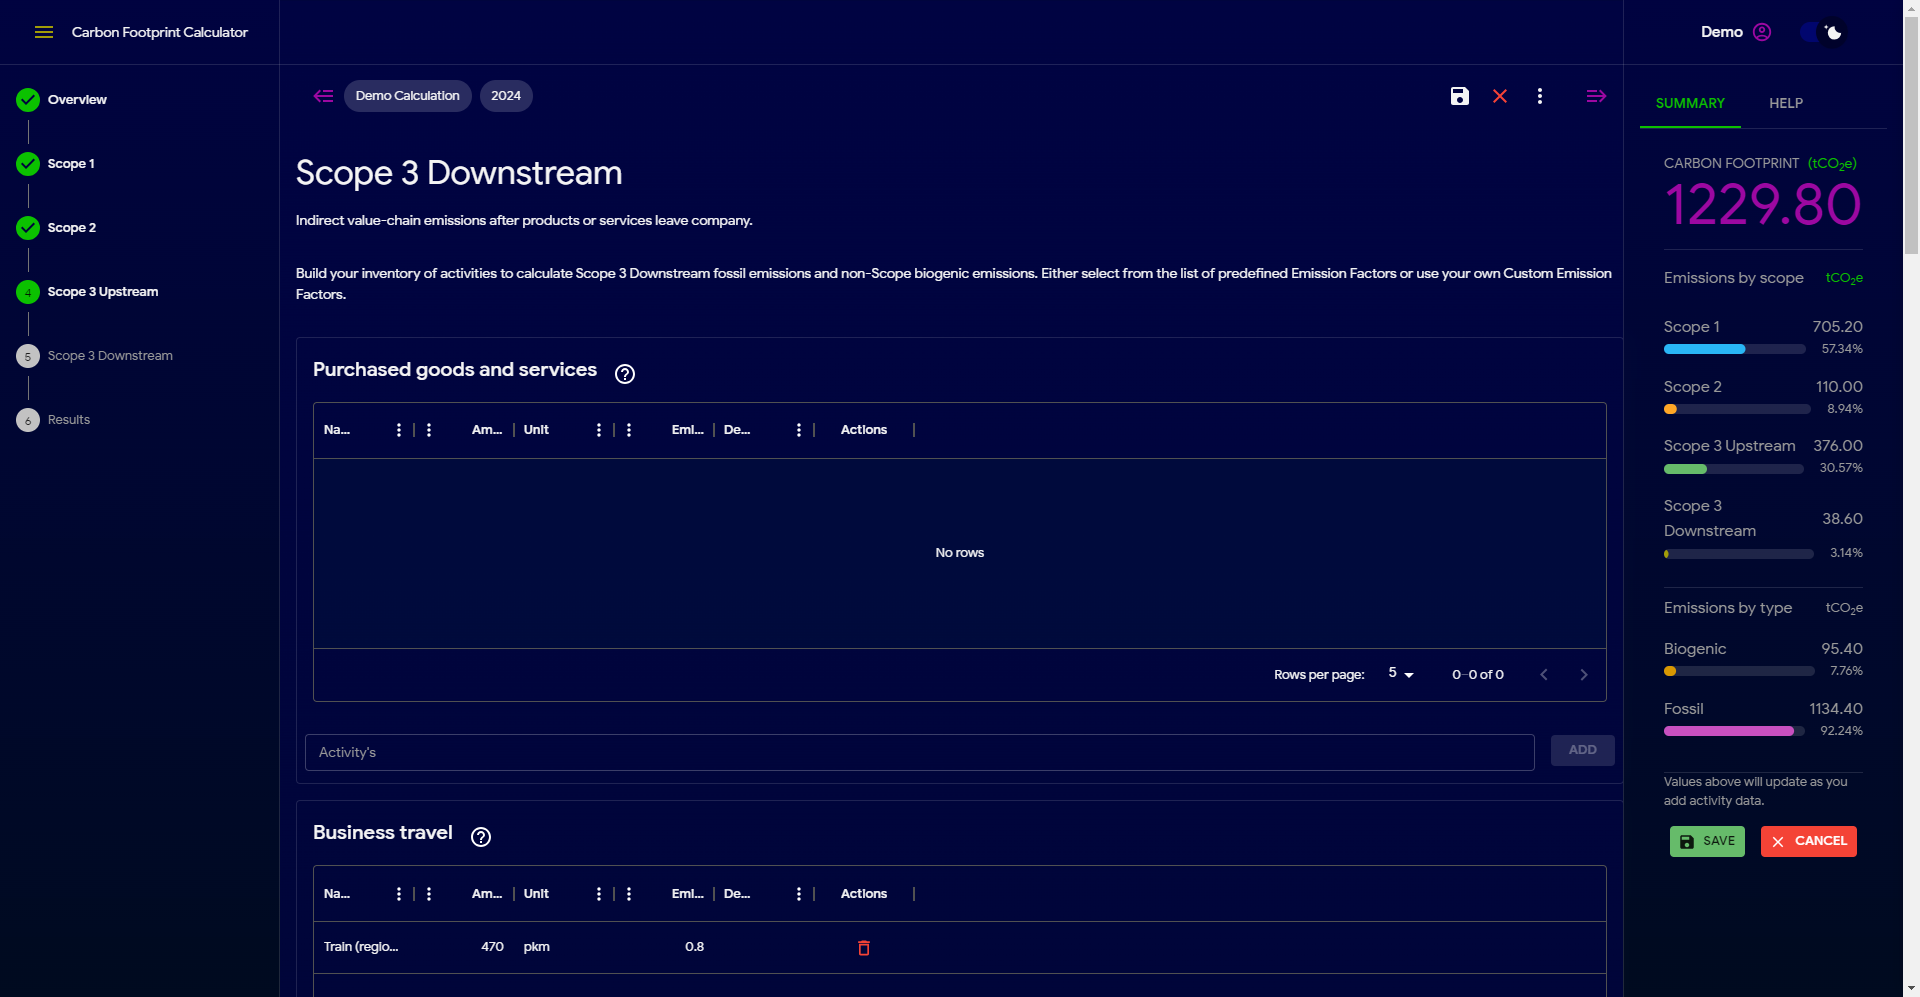 Carbon Footprint Calculator
Demo
Overview
Scope 1
Scope 2
4 Scope 3 Upstream
5 Scope 3 Downstream
6 Results
Demo Calculation 2024
Scope 3 Downstream
Indirect value-chain emissions after products or services leave company.
Build your inventory of activities to calculate Scope 3 Downstream fossil emissions and non-Scope biogenic emissions. Either select from the list of predefined Emission Factors or use your own Custom Emission
Factors.
Purchased goods and services
Na... Am... Unit Emi... De... Actions
No rows
Rows per page: 5 0–0 of 0
Activity's ADD
Business travel
Na... Am... Unit Emi... De... Actions
Train (regio... 470 pkm 0.8
SUMMARY HELP
CARBON FOOTPRINT (tCO2e)
1229.80
Emissions by scope tCO2e
Scope 1 705.20
57.34%
Scope 2 110.00
8.94%
Scope 3 Upstream 376.00
30.57%
Scope 3
Downstream 38.60
3.14%
Emissions by type tCO2e
Biogenic 95.40
7.76%
Fossil 1134.40
92.24%
Values above will update as you
add activity data.
SAVE CANCEL